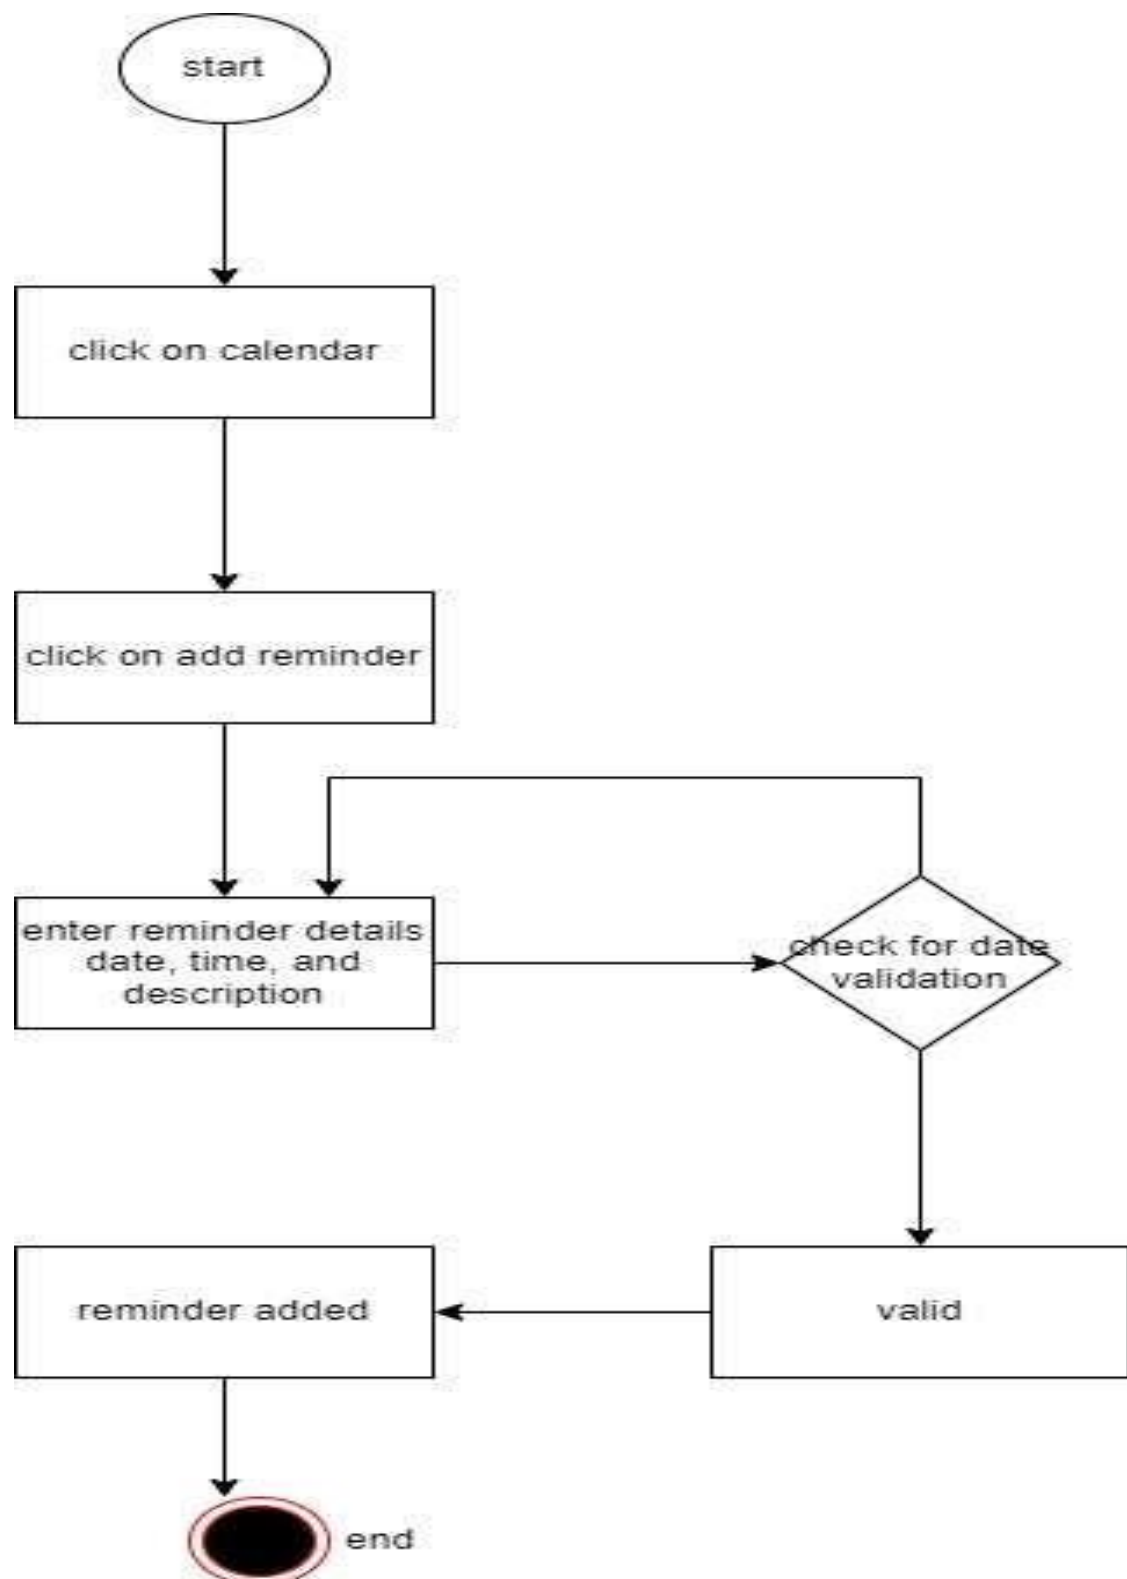 start
click on calendar
click on add reminder
enter reminder details
date, time, and
description
check for date
validation
reminder added
valid
end